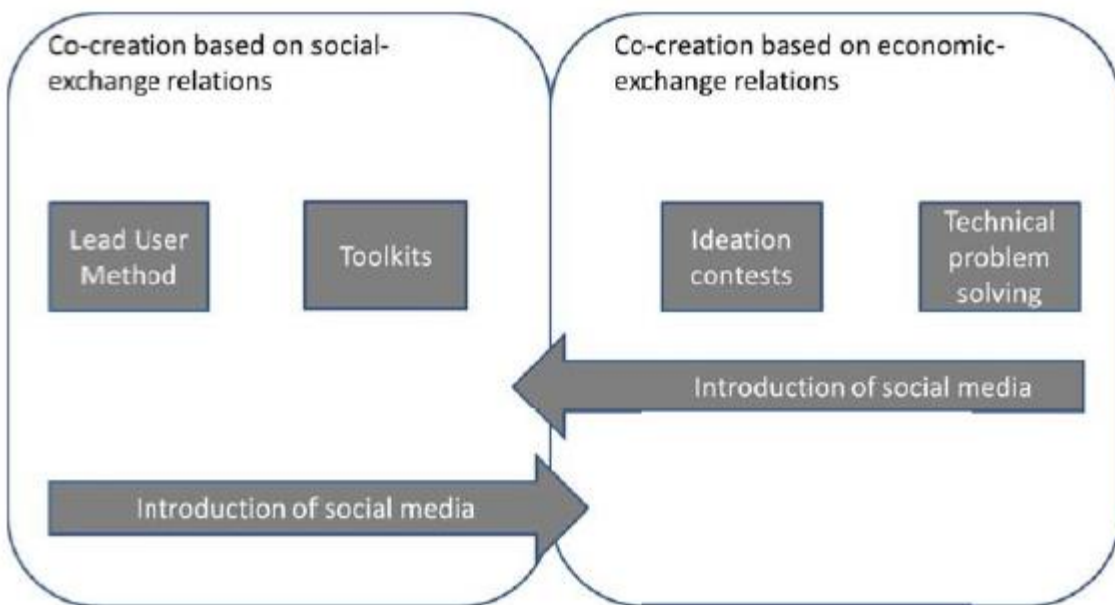 Co-creation based on social-
exchange relations
Co-creation based on economic-
exchange relations
Lead User
Method
Toolkits
Ideation
contests
Technical
problem
solving
Introduction of social media
Introduction of social media